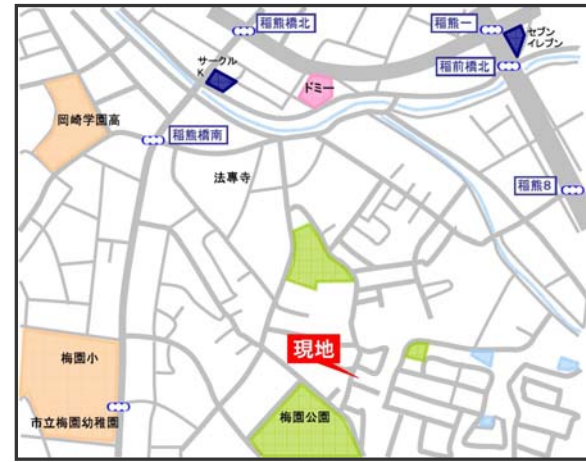 稲熊橋北
稲熊一
セブン
イレブン
サークル
K
稲前橋北
ドミー
岡崎学園高
稲熊橋南
法專寺
稲熊8
現地
梅園小
市立梅園幼稚園
梅園公園